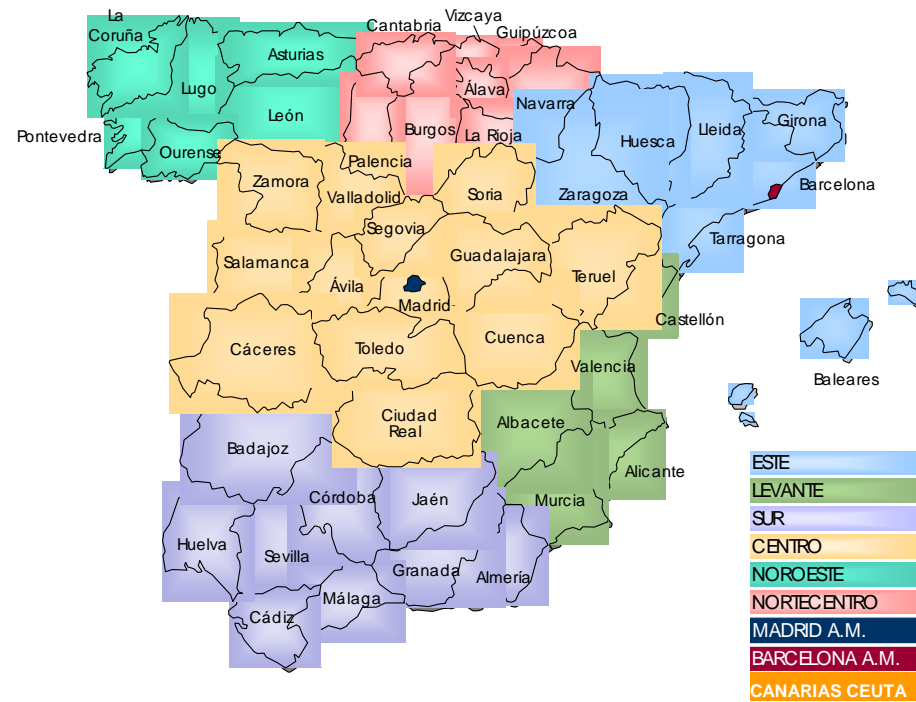 La
Coruña
Cantabria
Vizcaya
Guipúzcoa
Asturias
Lugo
Álava
Navarra
León
Burgos
La Rioja
Huesca
Lleida
Girona
Pontevedra
Ourense
Palencia
Zamora
Valladolid
Soria
Zaragoza
Barcelona
Segovia
Tarragona
Salamanca
Ávila
Guadalajara
Teruel
Madrid
Castellón
Cáceres
Toledo
Cuenca
Valencia
Baleares
Ciudad
Real
Albacete
Badajoz
Alicante
Córdoba
Jaén
Murcia
Huelva
Sevilla
Granada
Almería
Málaga
Cádiz
ESTE
LEVANTE
SUR
CENTRO
NOROESTE
NORTECENTRO
MADRID A.M.
BARCELONA A.M.
CANARIAS CEUTA